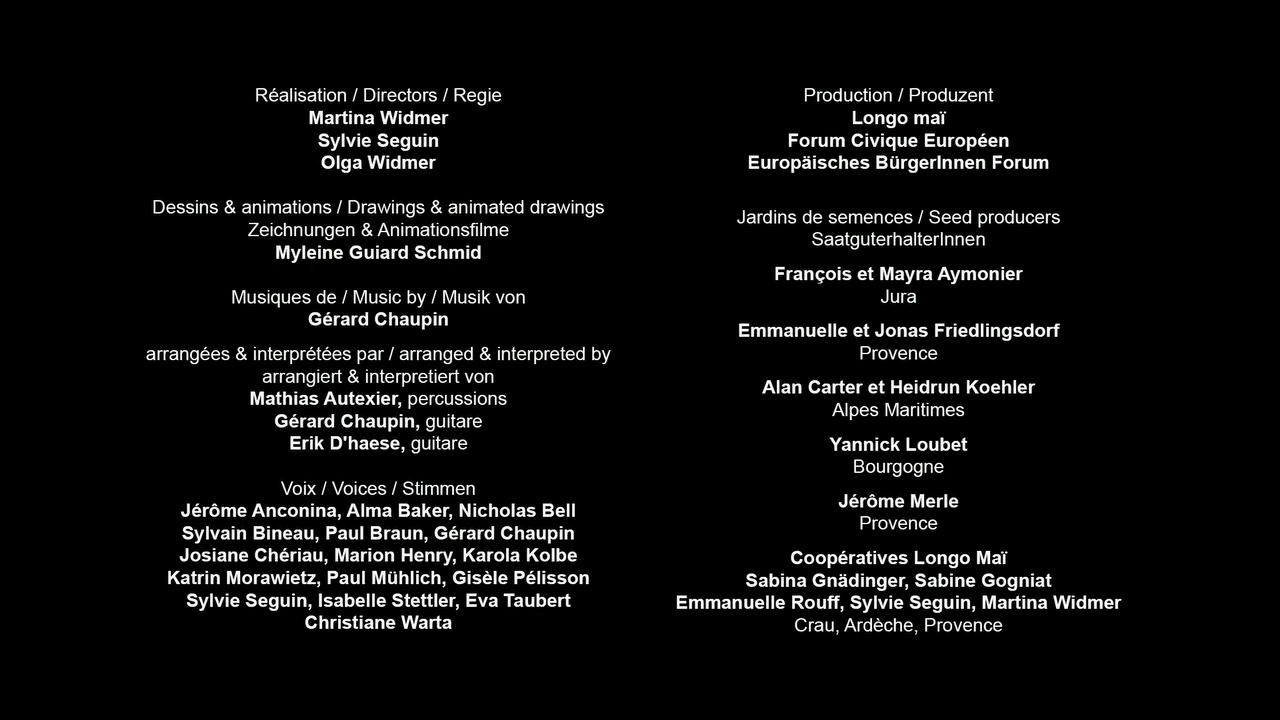 Réalisation / Directors / Regie
Martina Widmer
Sylvie Seguin
Olga Widmer
Dessins & animations / Drawings & animated drawings
Zeichnungen & Animationsfilme
Myleine Guiard Schmid
Musiques de / Music by / Musik von
Gérard Chaupin
arrangées & interprétées par / arranged & interpreted by
arrangiert & interpretiert von
Mathias Autexier, percussions
Gérard Chaupin, guitare
Erik D'haese, guitare
Voix / Voices / Stimmen
Jérôme Anconina, Alma Baker, Nicholas Bell
Sylvain Bineau, Paul Braun, Gérard Chaupin
Josiane Chériau, Marion Henry, Karola Kolbe
Katrin Morawietz, Paul Mühlich, Gisèle Pélisson
Sylvie Seguin, Isabelle Stettler, Eva Taubert
Christiane Warta
Production / Produzent
Longo maï
Forum Civique Européen
Europäisches BürgerInnen Forum
Jardins de semences / Seed producers
SaatguterhalterInnen
François et Mayra Aymonier
Jura
Emmanuelle et Jonas Friedlingsdorf
Provence
Alan Carter et Heidrun Koehler
Alpes Maritimes
Yannick Loubet
Bourgogne
Jérôme Merle
Provence
Coopératives Longo Maï
Sabina Gnädinger, Sabine Gogniat
Emmanuelle Rouff, Sylvie Seguin, Martina Widmer
Crau, Ardèche, Provence